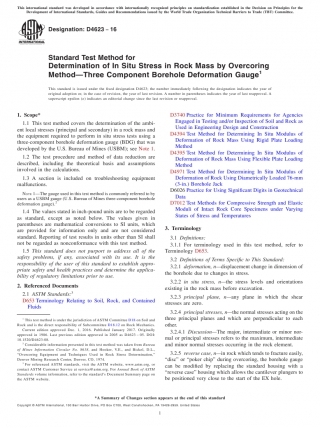 This international standard was developed in accordance with internationally recognized principles on standardization established in the Decision on Principles for the
Development of International Standards, Guides and Recommendations issued by the World Trade Organization Technical Barriers to Trade (TBT) Committee.
Designation: D4623 − 16
INTERNATIONAL
Standard Test Method for
Determination of In Situ Stress in Rock Mass by Overcoring
Method—Three Component Borehole Deformation Gauge1
This standard is issued under the fixed designation D4623; the number immediately following the designation indicates the year of
original adoption or, in the case of revision, the year of last revision. A number in parentheses indicates the year of last reapproval. A
superscript epsilon (ε) indicates an editorial change since the last revision or reapproval.
1. Scope*
1.1 This test method covers the determination of the ambi-
ent local stresses (principal and secondary) in a rock mass and
the equipment required to perform in situ stress tests using a
three-component borehole deformation gauge (BDG) that was
developed by the U.S. Bureau of Mines (USBM); see Note 1.
1.2 The test procedure and method of data reduction are
described, including the theoretical basis and assumptions
involved in the calculations.
1.3 A section is included on troubleshooting equipment
malfunctions.
NOTE 1—The gauge used in this test method is commonly referred to by
users as a USBM gauge (U.S. Bureau of Mines three-component borehole
deformation gauge).2
1.4 The values stated in inch-pound units are to be regarded
as standard, except as noted below. The values given in
parentheses are mathematical conversions to SI units, which
are provided for information only and are not considered
standard. Reporting of test results in units other than SI shall
not be regarded as nonconformance with this test method.
1.5 This standard does not purport to address all of the
safety problems, if any, associated with its use. It is the
responsibility of the user of this standard to establish appro-
priate safety and health practices and determine the applica-
bility of regulatory limitations prior to use.
2. Referenced Documents
2.1 ASTM Standards:3
D653 Terminology Relating to Soil, Rock, and Contained
Fluids
1 This test method is under the jurisdiction of ASTM Committee D18 on Soil and
Rock and is the direct responsibility of Subcommittee D18.12 on Rock Mechanics.
Current edition approved Dec. 1, 2016. Published January 2017. Originally
approved in 1986. Last previous edition approved in
2 Considerable information presented in this test method was taken from Bureau
of Mines Information Circular No. 8618, and Hooker, V.E., and Bickel, D.L.,
"Overcoring Equipment and Techniques Used in Rock Stress Determination,"
Denver Mining Research Center, Denver, CO, 1974.
3 For referenced ASTM standards, visit the ASTM website, www.astm.org, or
contact ASTM Customer Service at service@astm.org. For Annual Book of ASTM
Standards volume information, refer to the standard's Document Summary page on
the ASTM website.
D3740 Practice for Minimum Requirements for Agencies
Engaged in Testing and/or Inspection of Soil and Rock as
Used in Engineering Design and Construction
D4394 Test Method for Determining In Situ Modulus of
Deformation of Rock Mass Using Rigid Plate Loading
Method
D4395 Test Method for Determining In Situ Modulus of
Deformation of Rock Mass Using Flexible Plate Loading
Method
D4971 Test Method for Determining In Situ Modulus of
Deformation of Rock Using Diametrically Loaded 76-mm
(3-in.) Borehole Jack
D6026 Practice for Using Significant Digits in Geotechnical
Data
D7012 Test Methods for Compressive Strength and Elastic
Moduli of Intact Rock Core Specimens under Varying
States of Stress and Temperatures
3. Terminology
3.1 Definitions:
3.1.1 For terminology used in this test method, refer to
Terminology D653.
3.2 Definitions of Terms Specific to This Standard:
3.2.1 deformation, n—displacement change in dimension of
the borehole due to changes in stress.
3.2.2 in situ stress, n—the stress levels and orientations
existing in the rock mass before excavation.
3.2.3 principal plane, n—any plane in which the shear
stresses are zero.
3.2.4 principal stresses, n—the normal stresses acting on the
three principal planes and which are perpendicular to each
other.
3.2.4.1 Discussion—The major, intermediate or minor nor-
mal or principal stresses refer to the maximum, intermediate
and minor normal stresses occurring in the rock element.
3.2.5 reverse case, n—in rock which tends to fracture easily,
"disc" or "poker chip" during overcoring, the borehole gauge
can be modified by replacing the standard housing with a
"reverse case" housing which allows the cantilever plungers to
be positioned very close to the start of the EX hole.
*A Summary of Changes section appears at the end of this standard
Copyright © ASTM International, 100 Barr Harbor Drive, PO Box C700, West Conshohocken, PA 19428-2959. United States
1